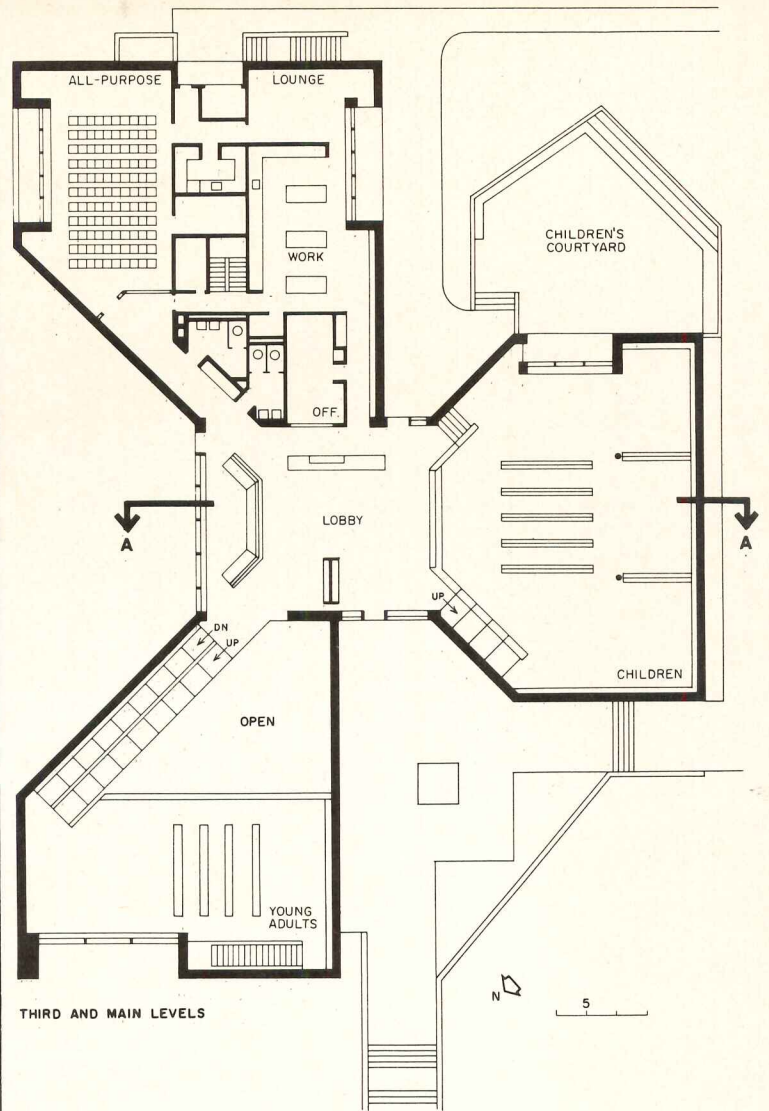 ALL-PURPOSE
LOUNGE
CHILDREN'S
COURTYARD
WORK
OFF.
LOBBY
A
A
UP
DN
UP
CHILDREN
OPEN
YOUNG
ADULTS
N
5
THIRD AND MAIN LEVELS